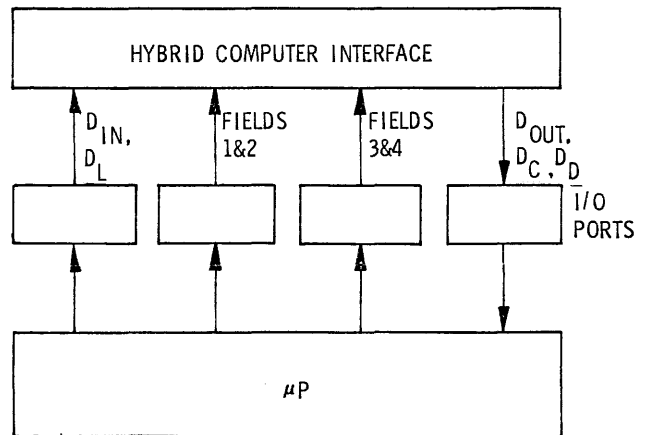 HYBRID COMPUTER INTERFACE
D_IN,
D_L
FIELDS
1&2
FIELDS
3&4
D_OUT,
D_C, D_D
I/O
PORTS
μP